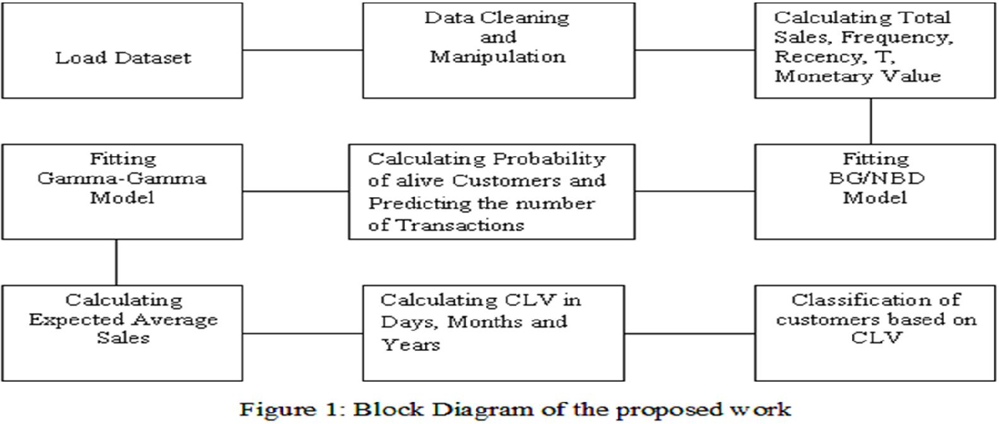 Load Dataset
Data Cleaning
and
Manipulation
Calculating Total
Sales, Frequency,
Recency, T,
Monetary Value
Fitting
Gamma-Gamma
Model
Calculating Probability
of alive Customers and
Predicting the number
of Transactions
Fitting
BG/NBD
Model
Calculating
Expected Average
Sales
Calculating CLV in
Days, Months and
Years
Classification of
customers based on
CLV
Figure 1: Block Diagram of the proposed work